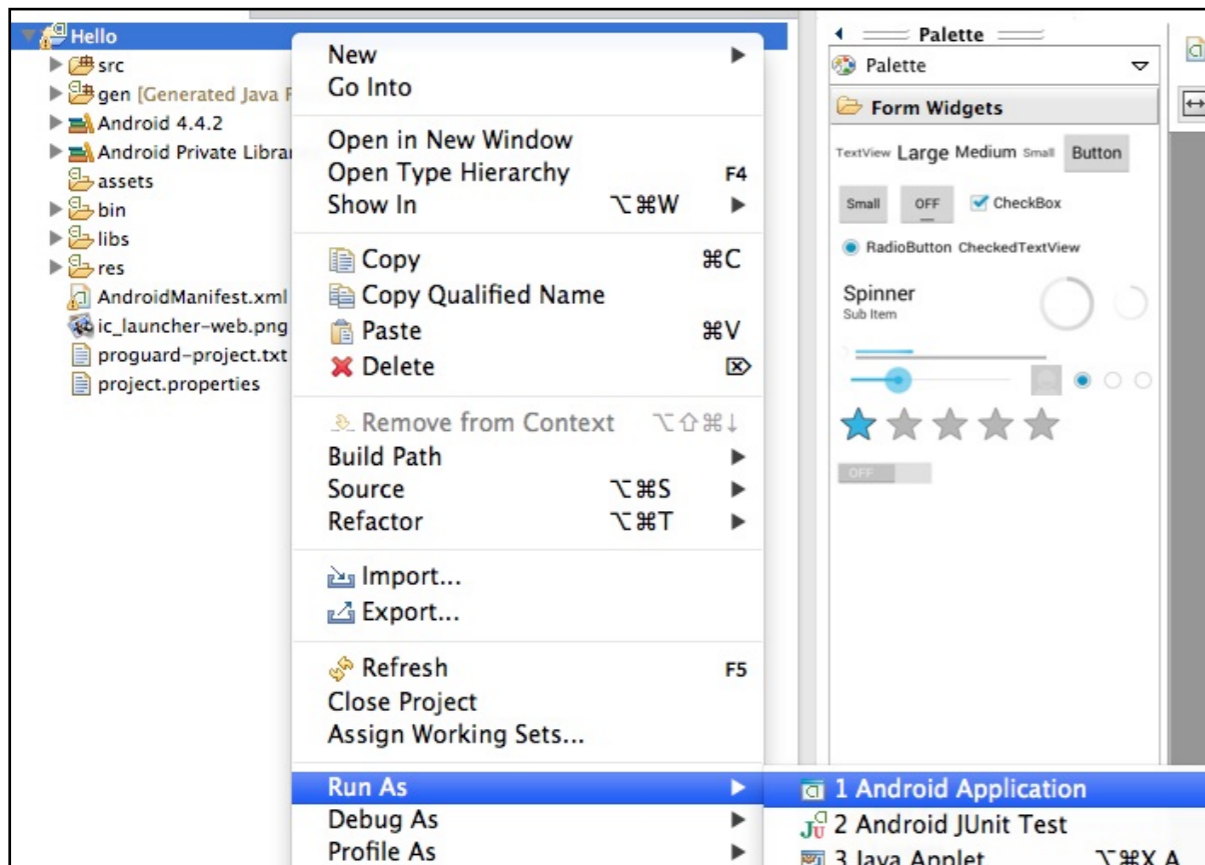 Hello
src
gen [Generated Java F
Android 4.4.2
Android Private Librar
assets
bin
libs
res
AndroidManifest.xml
ic_launcher-web.png
proguard-project.txt
project.properties
New
Go Into
Open in New Window
Open Type Hierarchy F4
Show In ⌥⌘W
Copy ⌘C
Copy Qualified Name
Paste ⌘V
Delete ⌦
Remove from Context ⌥⇧⌘↓
Build Path
Source ⌥⌘S
Refactor ⌥⌘T
Import...
Export...
Refresh F5
Close Project
Assign Working Sets...
Run As
Debug As
Profile As
1 Android Application
2 Android JUnit Test
3 Java Applet ⌥⌘X A
Palette
Palette
Form Widgets
TextView Large Medium Small Button
Small OFF CheckBox
RadioButton CheckedTextView
Spinner
Sub Item
OFF